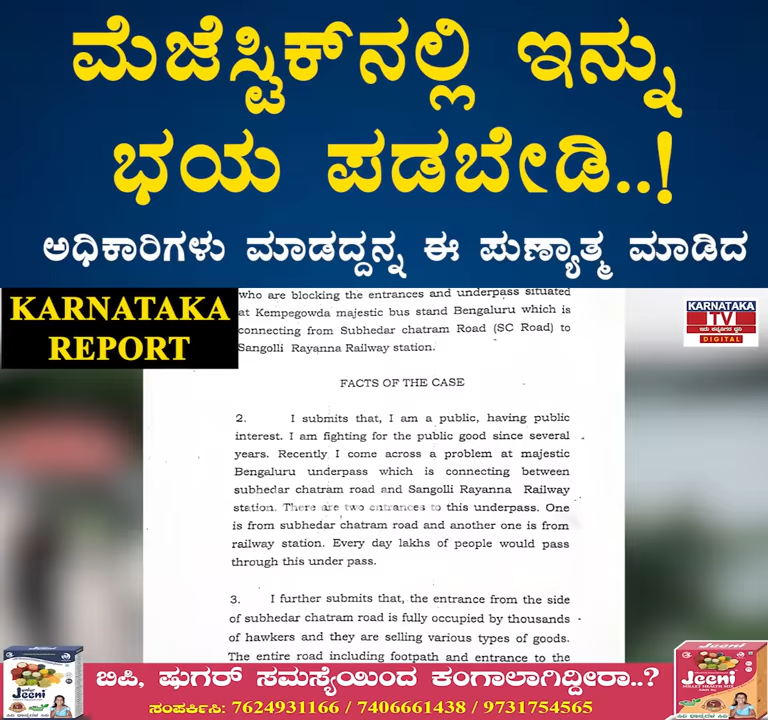 ಮೆಜೆಸ್ಟಿಕ್‌ನಲ್ಲಿ ಇನ್ನು
ಭಯ ಪಡಬೇಡಿ..!
ಅಧಿಕಾರಿಗಳು ಮಾಡದ್ದನ್ನ ಈ ಪುಣ್ಯಾತ್ಮ ಮಾಡಿದ
KARNATAKA
REPORT
KARNATAKA
TV
DIGITAL
who are blocking the entrances and underpass situated
at Kempegowda majestic bus stand Bengaluru which is
connecting from Subhedar chatram Road (SC Road) to
Sangolli Rayanna Railway station.
FACTS OF THE CASE
2. I submits that, I am a public, having public
interest. I am fighting for the public good since several
years. Recently I come across a problem at majestic
Bengaluru underpass which is connecting between
subhedar chatram road and Sangolli Rayanna Railway
station. There are two entrances to this underpass. One
is from subhedar chatram road and another one is from
railway station. Every day lakhs of people would pass
through this under pass.
3. I further submits that, the entrance from the side
of subhedar chatram road is fully occupied by thousands
of hawkers and they are selling various types of goods.
The entire road including footpath and entrance to the
ಬಿಪಿ, ಷುಗರ್ ಸಮಸ್ಯೆಯಿಂದ ಕಂಗಾಲಾಗಿದ್ದೀರಾ..?
ಸಂಪರ್ಕಿಸಿ: 7624931166 / 7406661438 / 9731754565
Jeeni
Jeeni
MILLET HEALTH MIX